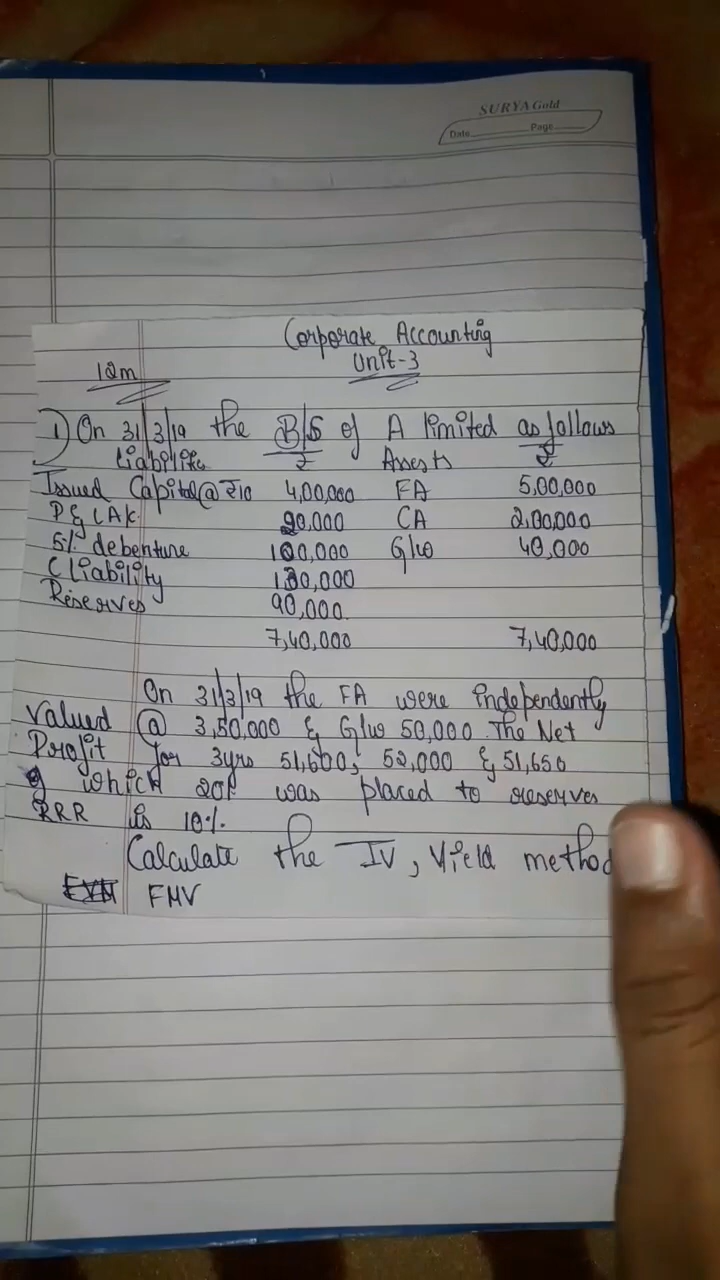 SURYA Gold
Date Page
Corporate Accounting
Unit-3
12m
1) On 31/3/19 the B/S of A limited as follows
₹ Assests ₹
Issued Capital @ ₹10 4,00,000 FA 5,00,000
20,000 CA 2,00,000
5% debenture 100,000 G/w 40,000
C liability 130,000
Reserves 90,000
7,40,000 7,40,000
On 31/3/19 the FA were independently
Valued @ 3,50,000 & G/w 50,000. The Net
Profit for 3yrs 51,600, 52,000 & 51,650
of which 20% was placed to reserves
RRR is 10%.
Calculate the IV, Yield method
FMV